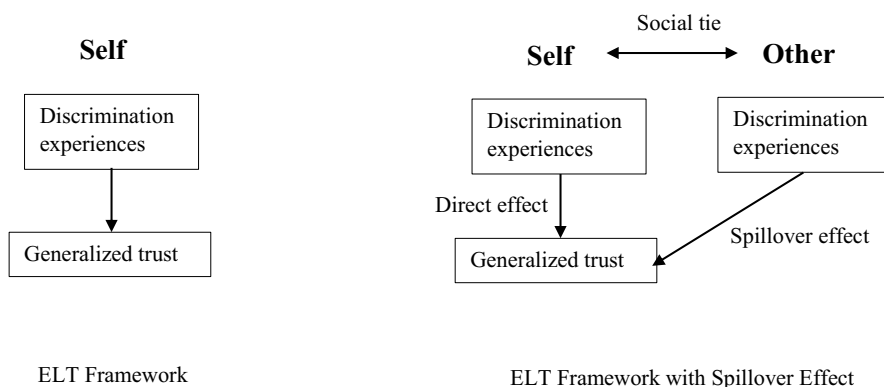 Self
Discrimination
experiences
Generalized trust
ELT Framework
Social tie
Self
Other
Discrimination
experiences
Discrimination
experiences
Direct effect
Spillover effect
Generalized trust
ELT Framework with Spillover Effect